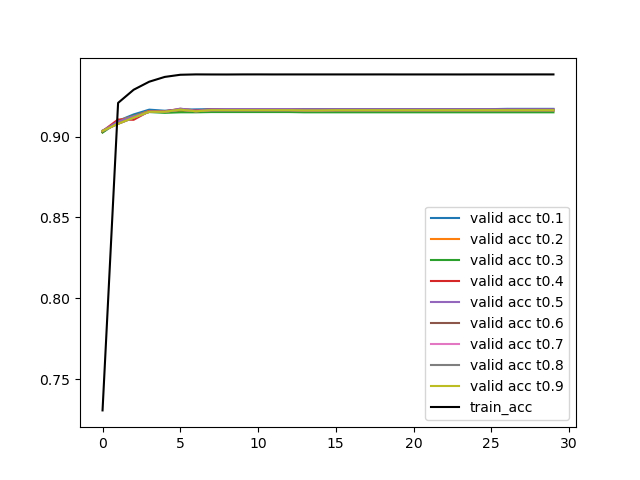 0.90
0.85
0.80
0.75
0 5 10 15 20 25 30
valid acc t0.1
valid acc t0.2
valid acc t0.3
valid acc t0.4
valid acc t0.5
valid acc t0.6
valid acc t0.7
valid acc t0.8
valid acc t0.9
train_acc